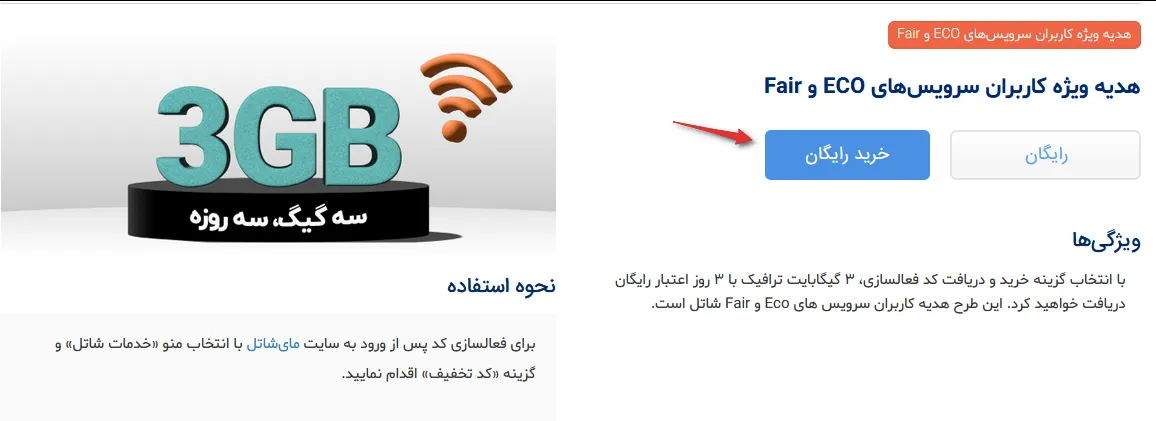 هدیه ویژه کاربران سرویس‌های ECO و Fair
هدیه ویژه کاربران سرویس‌های ECO و Fair
رایگان
خرید رایگان
ویژگی‌ها
با انتخاب گزینه خرید و دریافت کد فعالسازی، ۳ گیگابایت ترافیک با ۳ روز اعتبار رایگان
دریافت خواهید کرد. این طرح هدیه کاربران سرویس های Eco و Fair شاتل است.
3GB
سه گیگ، سه روزه
نحوه استفاده
برای فعالسازی کد پس از ورود به سایت مای‌شاتل با انتخاب منو «خدمات شاتل» و
گزینه «کد تخفیف» اقدام نمایید.